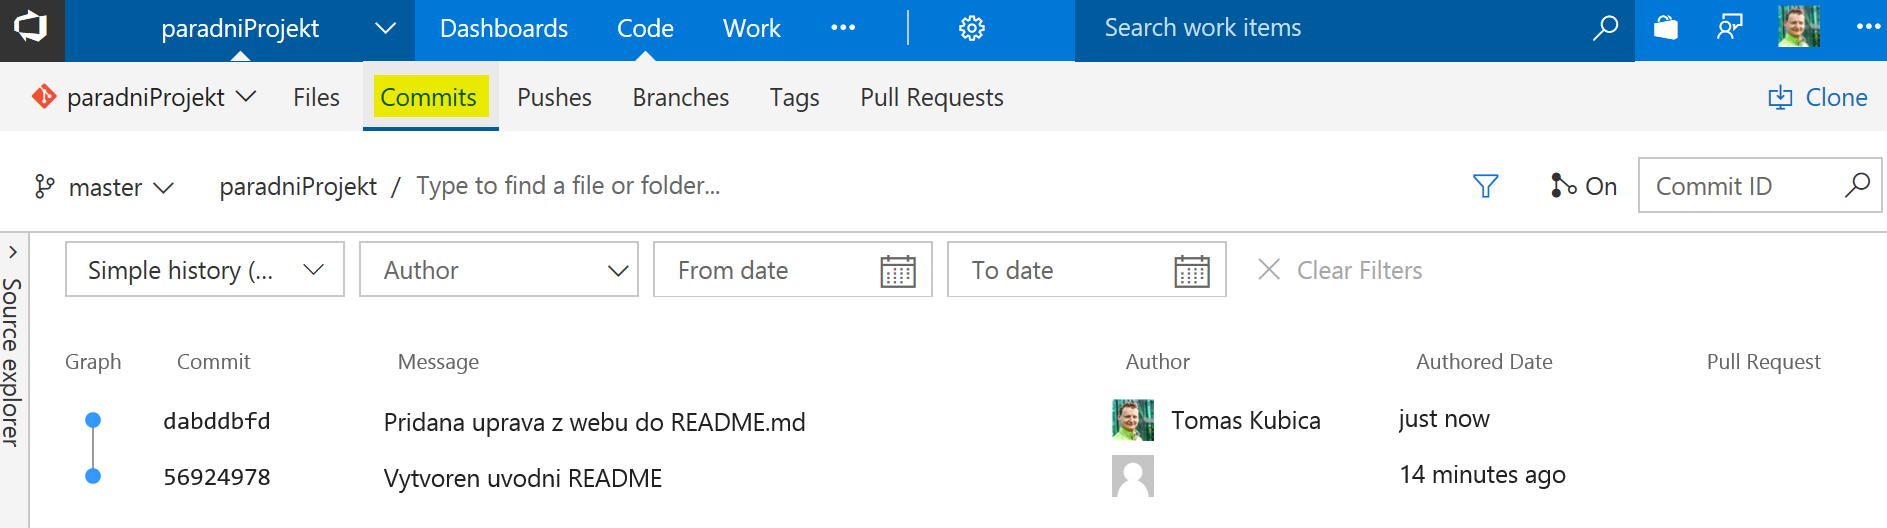 paradniProjekt Dashboards Code Work ... Search work items ...
paradniProjekt Files Commits Pushes Branches Tags Pull Requests Clone
master paradniProjekt / Type to find a file or folder... On Commit ID
Source explorer
Simple history (... Author From date To date Clear Filters
Graph Commit Message Author Authored Date Pull Request
dabddbfd Pridana uprava z webu do README.md Tomas Kubica just now
56924978 Vytvoren uvodni README 14 minutes ago